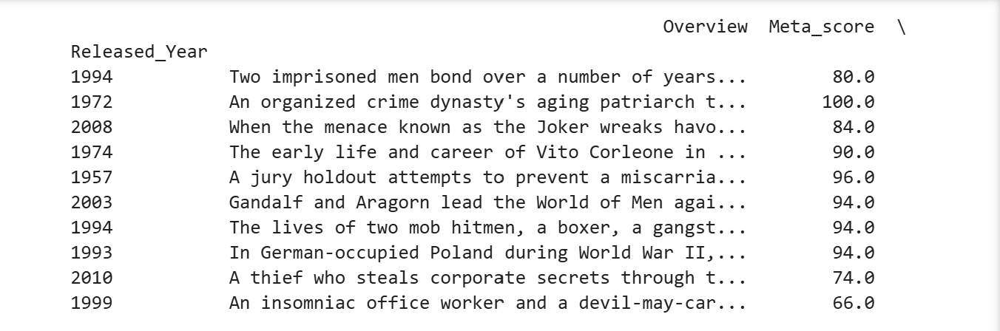 Overview Meta_score \
Released_Year
1994 Two imprisoned men bond over a number of years... 80.0
1972 An organized crime dynasty's aging patriarch t... 100.0
2008 When the menace known as the Joker wreaks havo... 84.0
1974 The early life and career of Vito Corleone in ... 90.0
1957 A jury holdout attempts to prevent a miscarria... 96.0
2003 Gandalf and Aragorn lead the World of Men agai... 94.0
1994 The lives of two mob hitmen, a boxer, a gangst... 94.0
1993 In German-occupied Poland during World War II,... 94.0
2010 A thief who steals corporate secrets through t... 74.0
1999 An insomniac office worker and a devil-may-car... 66.0